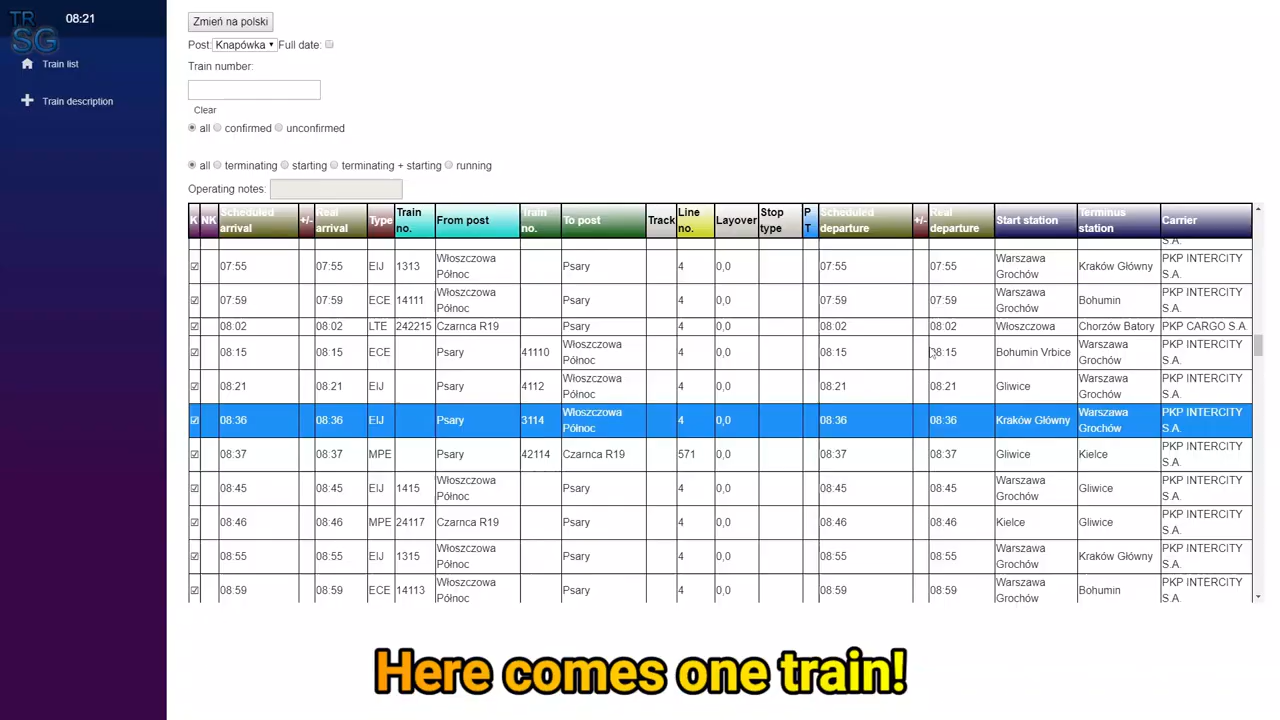 TR
SG
08:21
Train list
Train description
Zmień na polski
Post: Knapówka Full date:
Train number:
Clear
all confirmed unconfirmed
all terminating starting terminating + starting running
Operating notes:
K NK Scheduled arrival +/- Real arrival Type Train no. From post Train no. To post Track Line no. Layover Stop type P T Scheduled departure +/- Real departure Start station Terminus station Carrier
S.A.
07:55 07:55 EIJ 1313 Włoszczowa Północ Psary 4 0,0 07:55 07:55 Warszawa Grochów Kraków Główny PKP INTERCITY S.A.
07:59 07:59 ECE 14111 Włoszczowa Północ Psary 4 0,0 07:59 07:59 Warszawa Grochów Bohumin PKP INTERCITY S.A.
08:02 08:02 LTE 242215 Czarnca R19 Psary 4 0,0 08:02 08:02 Włoszczowa Chorzów Batory PKP CARGO S.A.
08:15 08:15 ECE Psary 41110 Włoszczowa Północ 4 0,0 08:15 08:15 Bohumin Vrbice Warszawa Grochów PKP INTERCITY S.A.
08:21 08:21 EIJ Psary 4112 Włoszczowa Północ 4 0,0 08:21 08:21 Gliwice Warszawa Grochów PKP INTERCITY S.A.
08:36 08:36 EIJ Psary 3114 Włoszczowa Północ 4 0,0 08:36 08:36 Kraków Główny Warszawa Grochów PKP INTERCITY S.A.
08:37 08:37 MPE Psary 42114 Czarnca R19 571 0,0 08:37 08:37 Gliwice Kielce PKP INTERCITY S.A.
08:45 08:45 EIJ 1415 Włoszczowa Północ Psary 4 0,0 08:45 08:45 Warszawa Grochów Gliwice PKP INTERCITY S.A.
08:46 08:46 MPE 24117 Czarnca R19 Psary 4 0,0 08:46 08:46 Kielce Gliwice PKP INTERCITY S.A.
08:55 08:55 EIJ 1315 Włoszczowa Północ Psary 4 0,0 08:55 08:55 Warszawa Grochów Kraków Główny PKP INTERCITY S.A.
08:59 08:59 ECE 14113 Włoszczowa Północ Psary 4 0,0 08:59 08:59 Warszawa Grochów Bohumin PKP INTERCITY S.A.
Here comes one train!